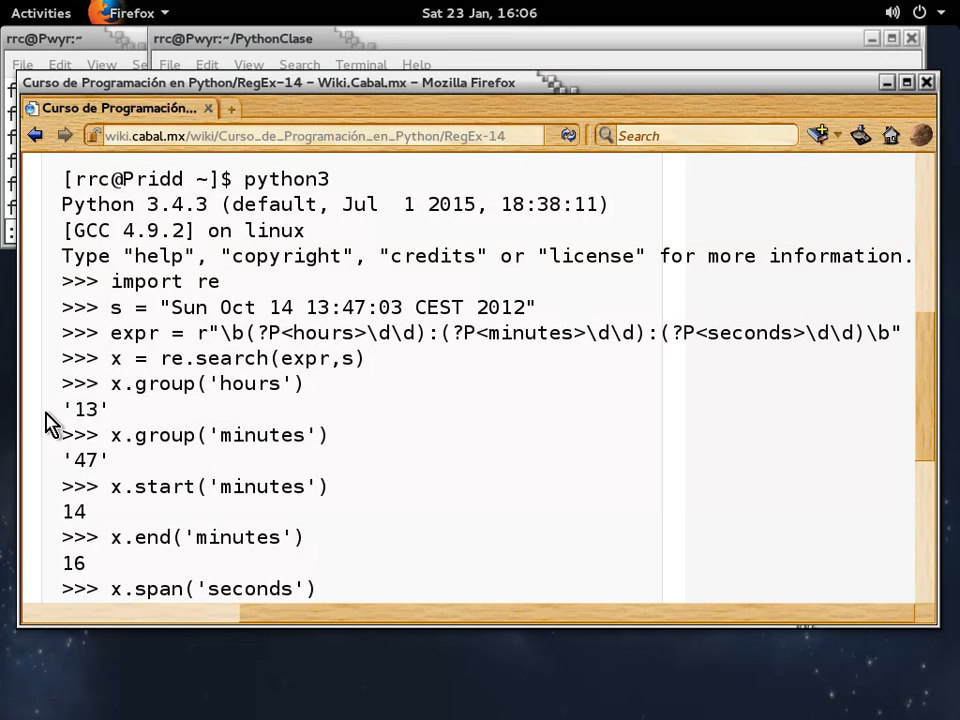 Activities Firefox Sat 23 Jan, 16:06
rrc@Pwyr:~ rrc@Pwyr:~/PythonClase
File Edit View File Edit View Search Terminal Help
Curso de Programación en Python/RegEx-14 – Wiki.Cabal.mx – Mozilla Firefox
Curso de Programación...
wiki.cabal.mx/wiki/Curso_de_Programación_en_Python/RegEx-14 Search
[rrc@Pridd ~]$ python3
Python 3.4.3 (default, Jul  1 2015, 18:38:11)
[GCC 4.9.2] on linux
Type "help", "copyright", "credits" or "license" for more information.
>>> import re
>>> s = "Sun Oct 14 13:47:03 CEST 2012"
>>> expr = r"\b(?P<hours>\d\d):(?P<minutes>\d\d):(?P<seconds>\d\d)\b"
>>> x = re.search(expr,s)
>>> x.group('hours')
'13'
>>> x.group('minutes')
'47'
>>> x.start('minutes')
14
>>> x.end('minutes')
16
>>> x.span('seconds')